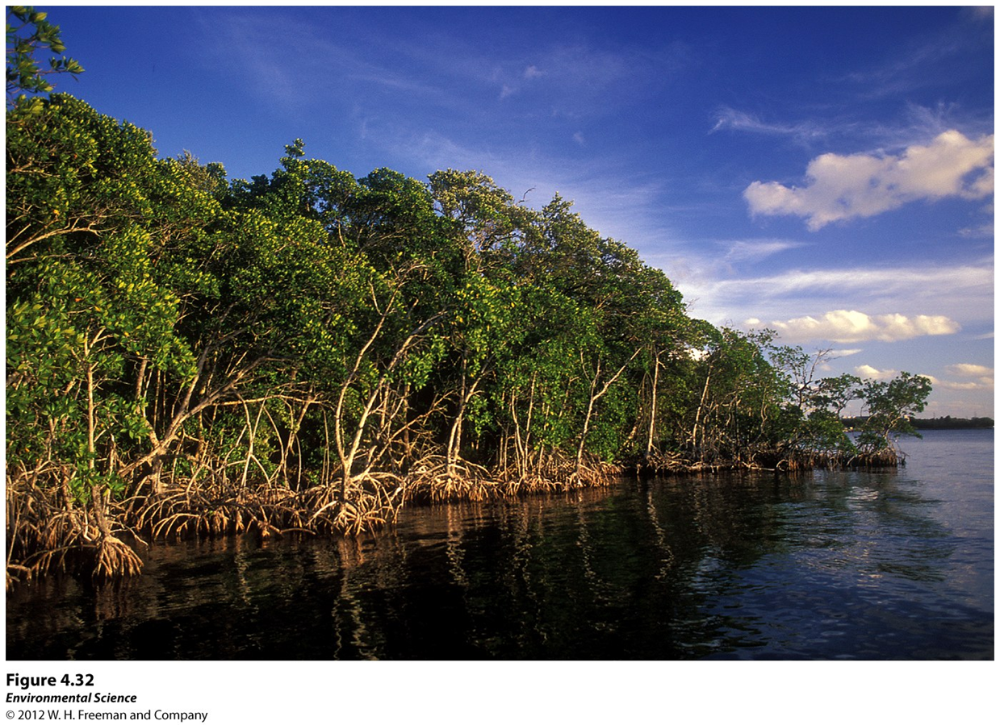 Figure 4.32
Environmental Science
© 2012 W. H. Freeman and Company